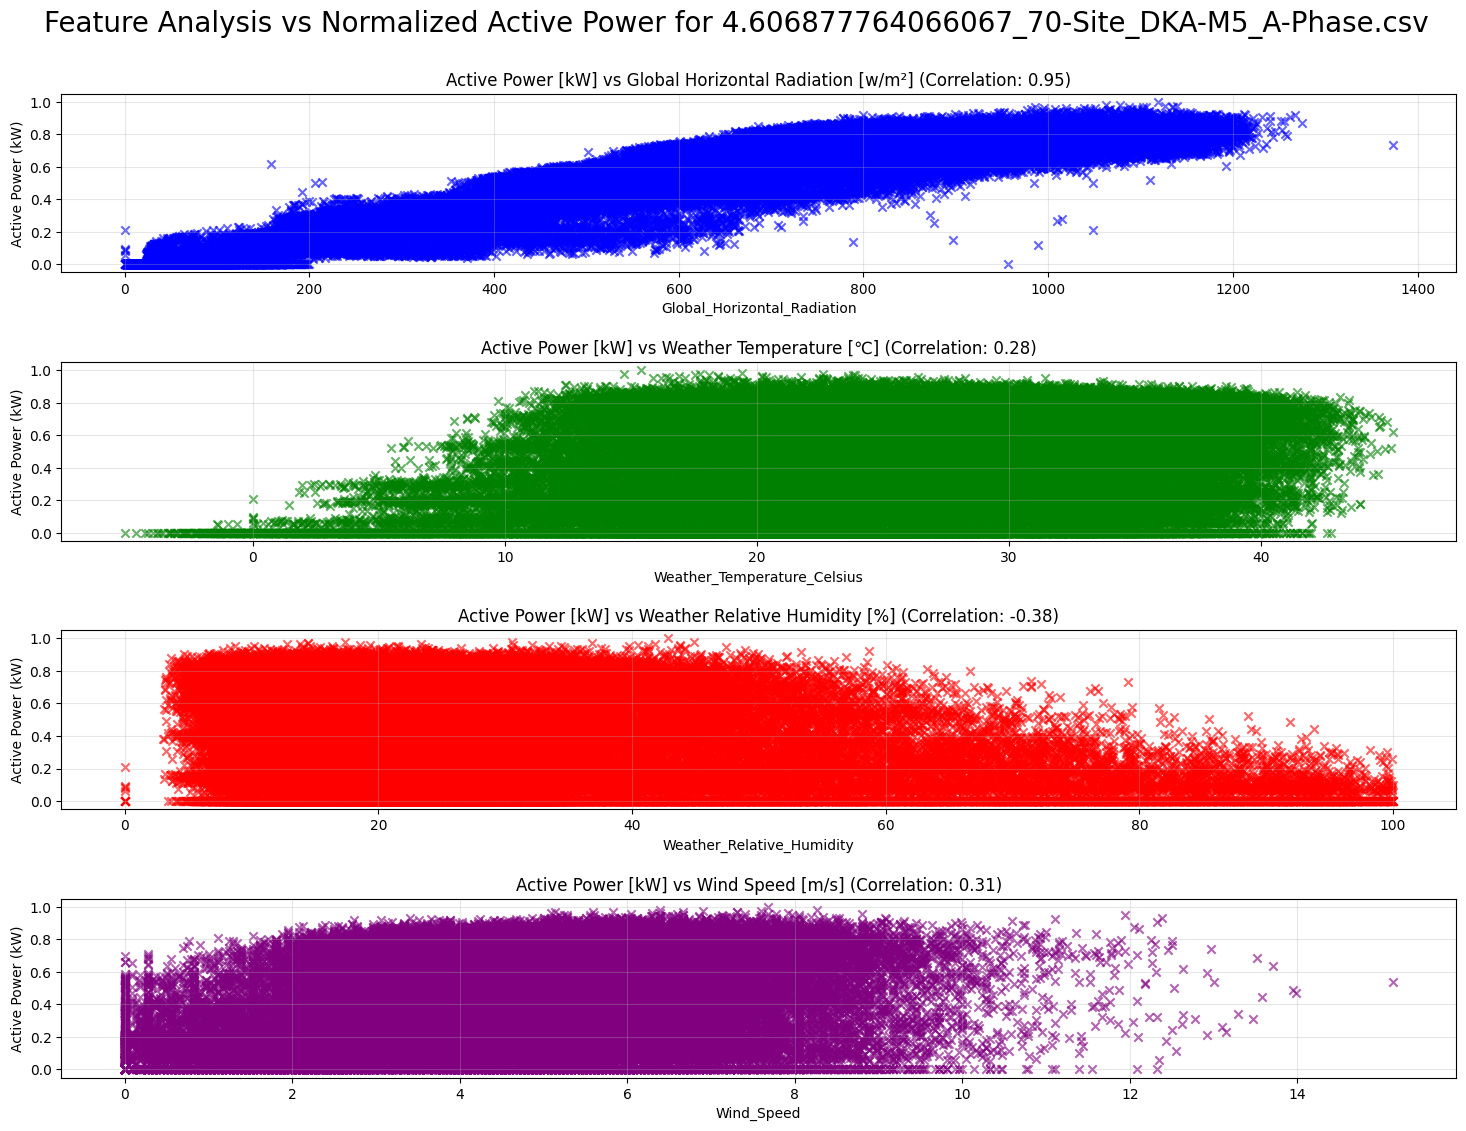 Feature Analysis vs Normalized Active Power for 4.606877764066067_70-Site_DKA-M5_A-Phase.csv
Active Power [kW] vs Global Horizontal Radiation [w/m²] (Correlation: 0.95)
Active Power (kW)
1.0
0.8
0.6
0.4
0.2
0.0
0 200 400 600 800 1000 1200 1400
Global_Horizontal_Radiation
Active Power [kW] vs Weather Temperature [℃] (Correlation: 0.28)
Active Power (kW)
1.0
0.8
0.6
0.4
0.2
0.0
0 10 20 30 40
Weather_Temperature_Celsius
Active Power [kW] vs Weather Relative Humidity [%] (Correlation: -0.38)
Active Power (kW)
1.0
0.8
0.6
0.4
0.2
0.0
0 20 40 60 80 100
Weather_Relative_Humidity
Active Power [kW] vs Wind Speed [m/s] (Correlation: 0.31)
Active Power (kW)
1.0
0.8
0.6
0.4
0.2
0.0
0 2 4 6 8 10 12 14
Wind_Speed